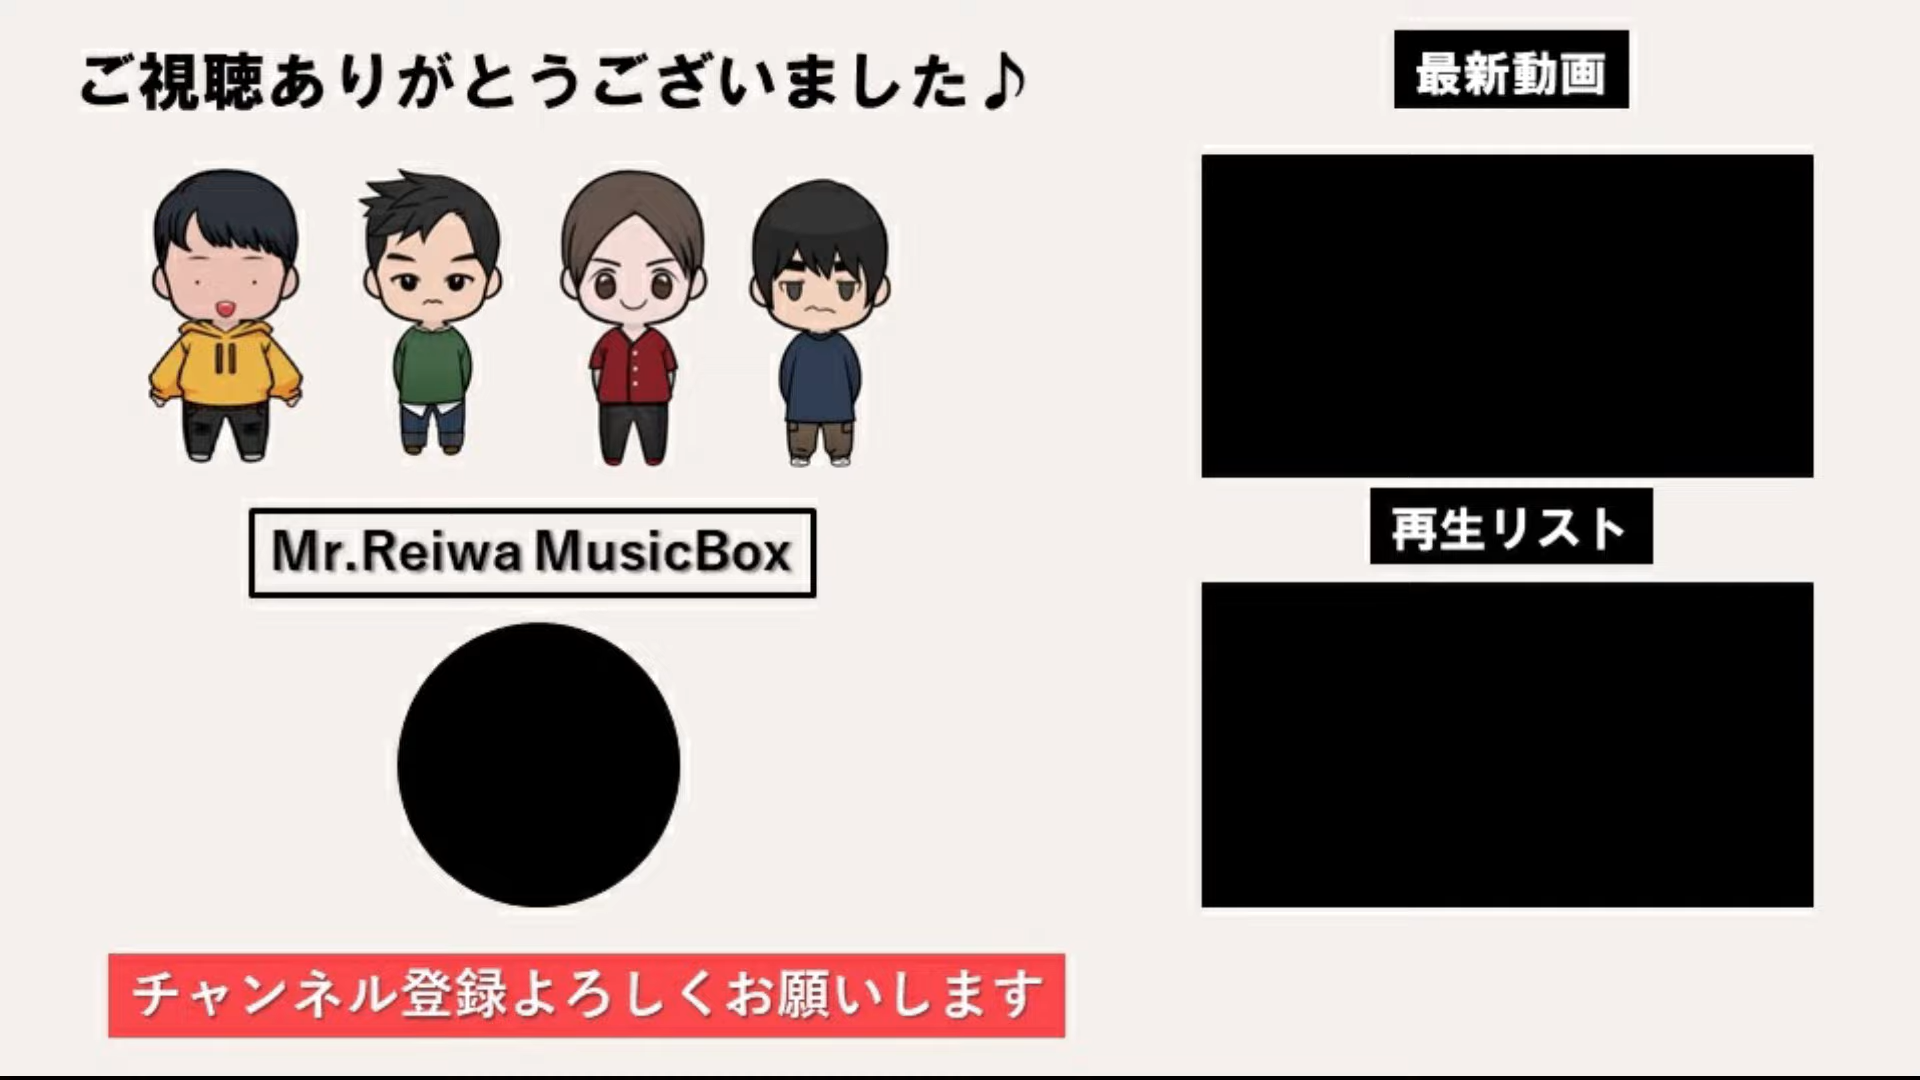 ご視聴ありがとうございました♪
最新動画
Mr.Reiwa MusicBox
再生リスト
チャンネル登録よろしくお願いします